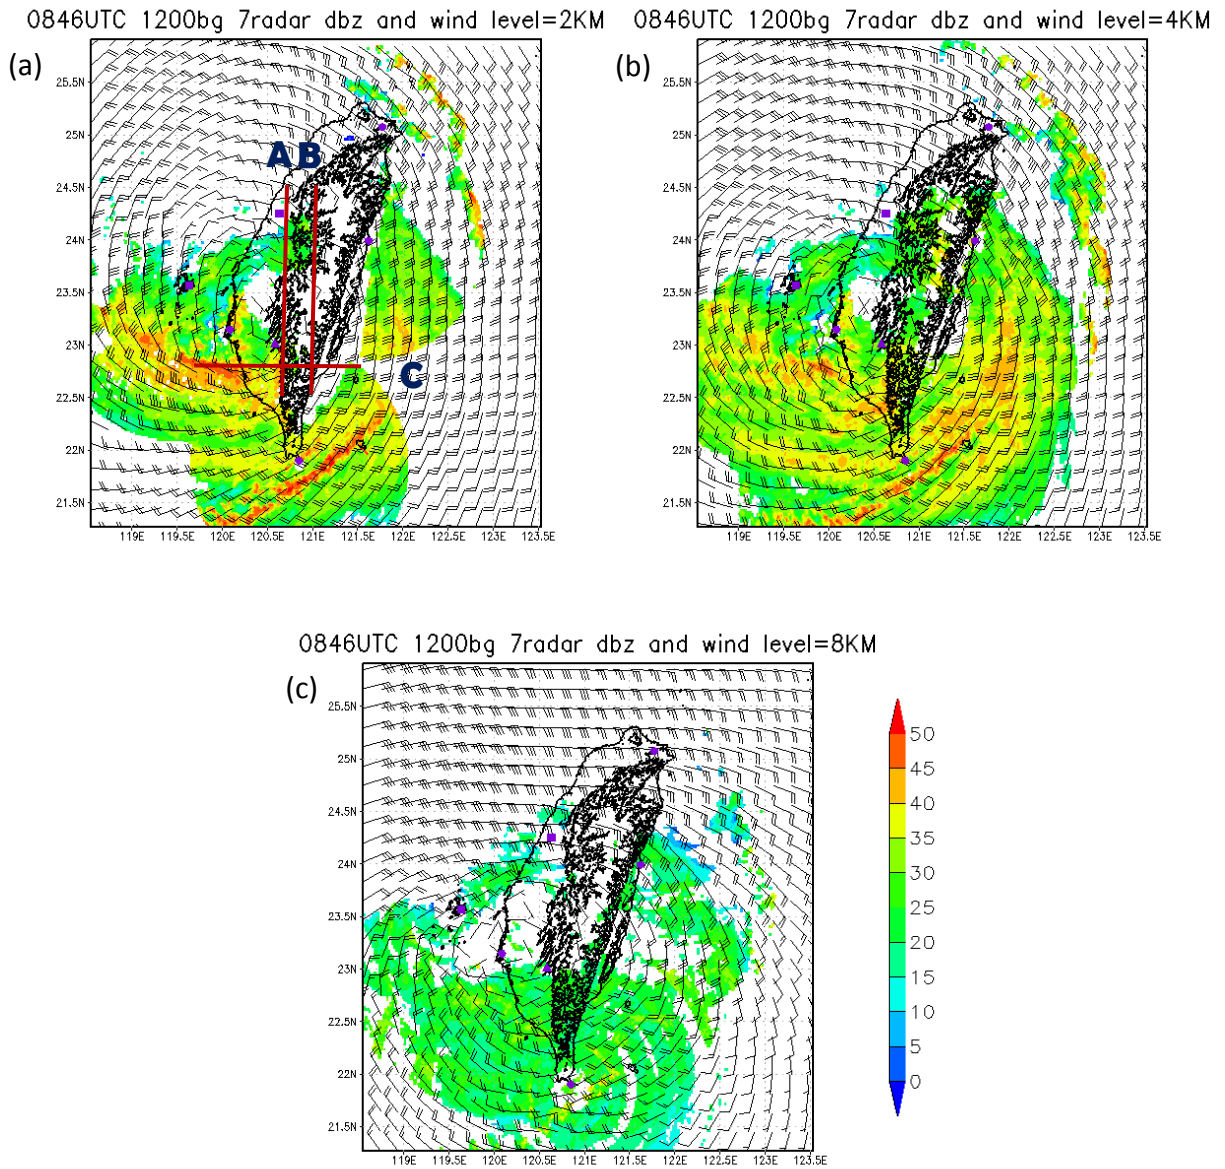 0846UTC 1200bg 7radar dbz and wind level=2KM
(a)
25.5N
25N
24.5N
24N
23.5N
23N
22.5N
22N
21.5N
A B
C
119E 119.5E 120E 120.5E 121E 121.5E 122E 122.5E 123E 123.5E
0846UTC 1200bg 7radar dbz and wind level=4KM
(b)
25.5N
25N
24.5N
24N
23.5N
23N
22.5N
22N
21.5N
119E 119.5E 120E 120.5E 121E 121.5E 122E 122.5E 123E 123.5E
0846UTC 1200bg 7radar dbz and wind level=8KM
(c)
25.5N
25N
24.5N
24N
23.5N
23N
22.5N
22N
21.5N
119E 119.5E 120E 120.5E 121E 121.5E 122E 122.5E 123E 123.5E
50
45
40
35
30
25
20
15
10
5
0